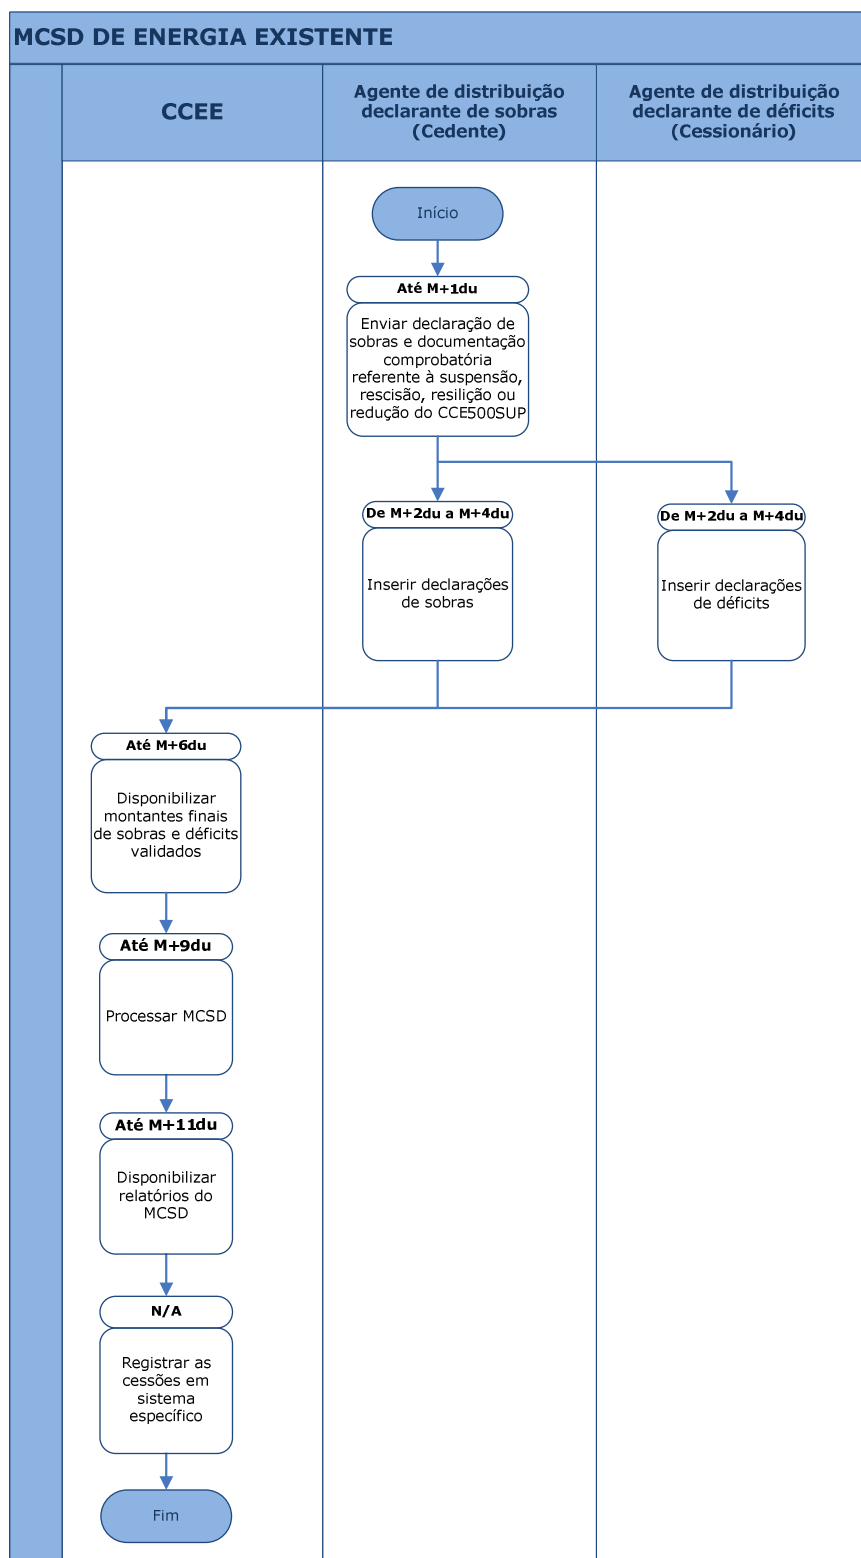 MCSD DE ENERGIA EXISTENTE
CCEE
Agente de distribuição
declarante de sobras
(Cedente)
Agente de distribuição
declarante de déficits
(Cessionário)
Início
Até M+1du
Enviar declaração de
sobras e documentação
comprobatória
referente à suspensão,
rescisão, resilição ou
redução do CCE500SUP
De M+2du a M+4du
Inserir declarações
de sobras
De M+2du a M+4du
Inserir declarações
de déficits
Até M+6du
Disponibilizar
montantes finais
de sobras e déficits
validados
Até M+9du
Processar MCSD
Até M+11du
Disponibilizar
relatórios do
MCSD
N/A
Registrar as
cessões em
sistema
específico
Fim